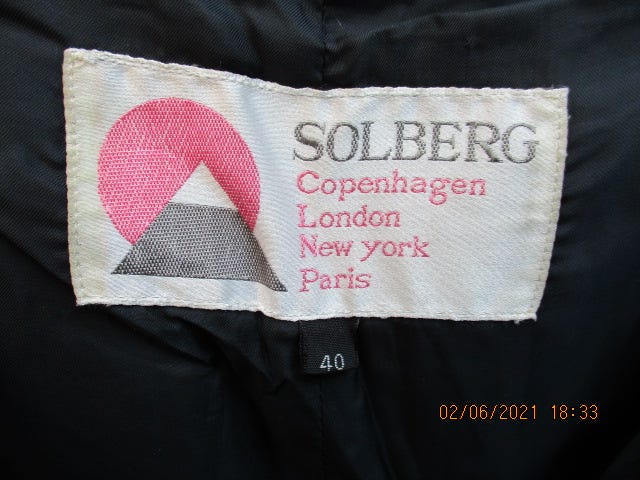 SOLBERG
Copenhagen
London
New york
Paris
40
02/06/2021 18:33